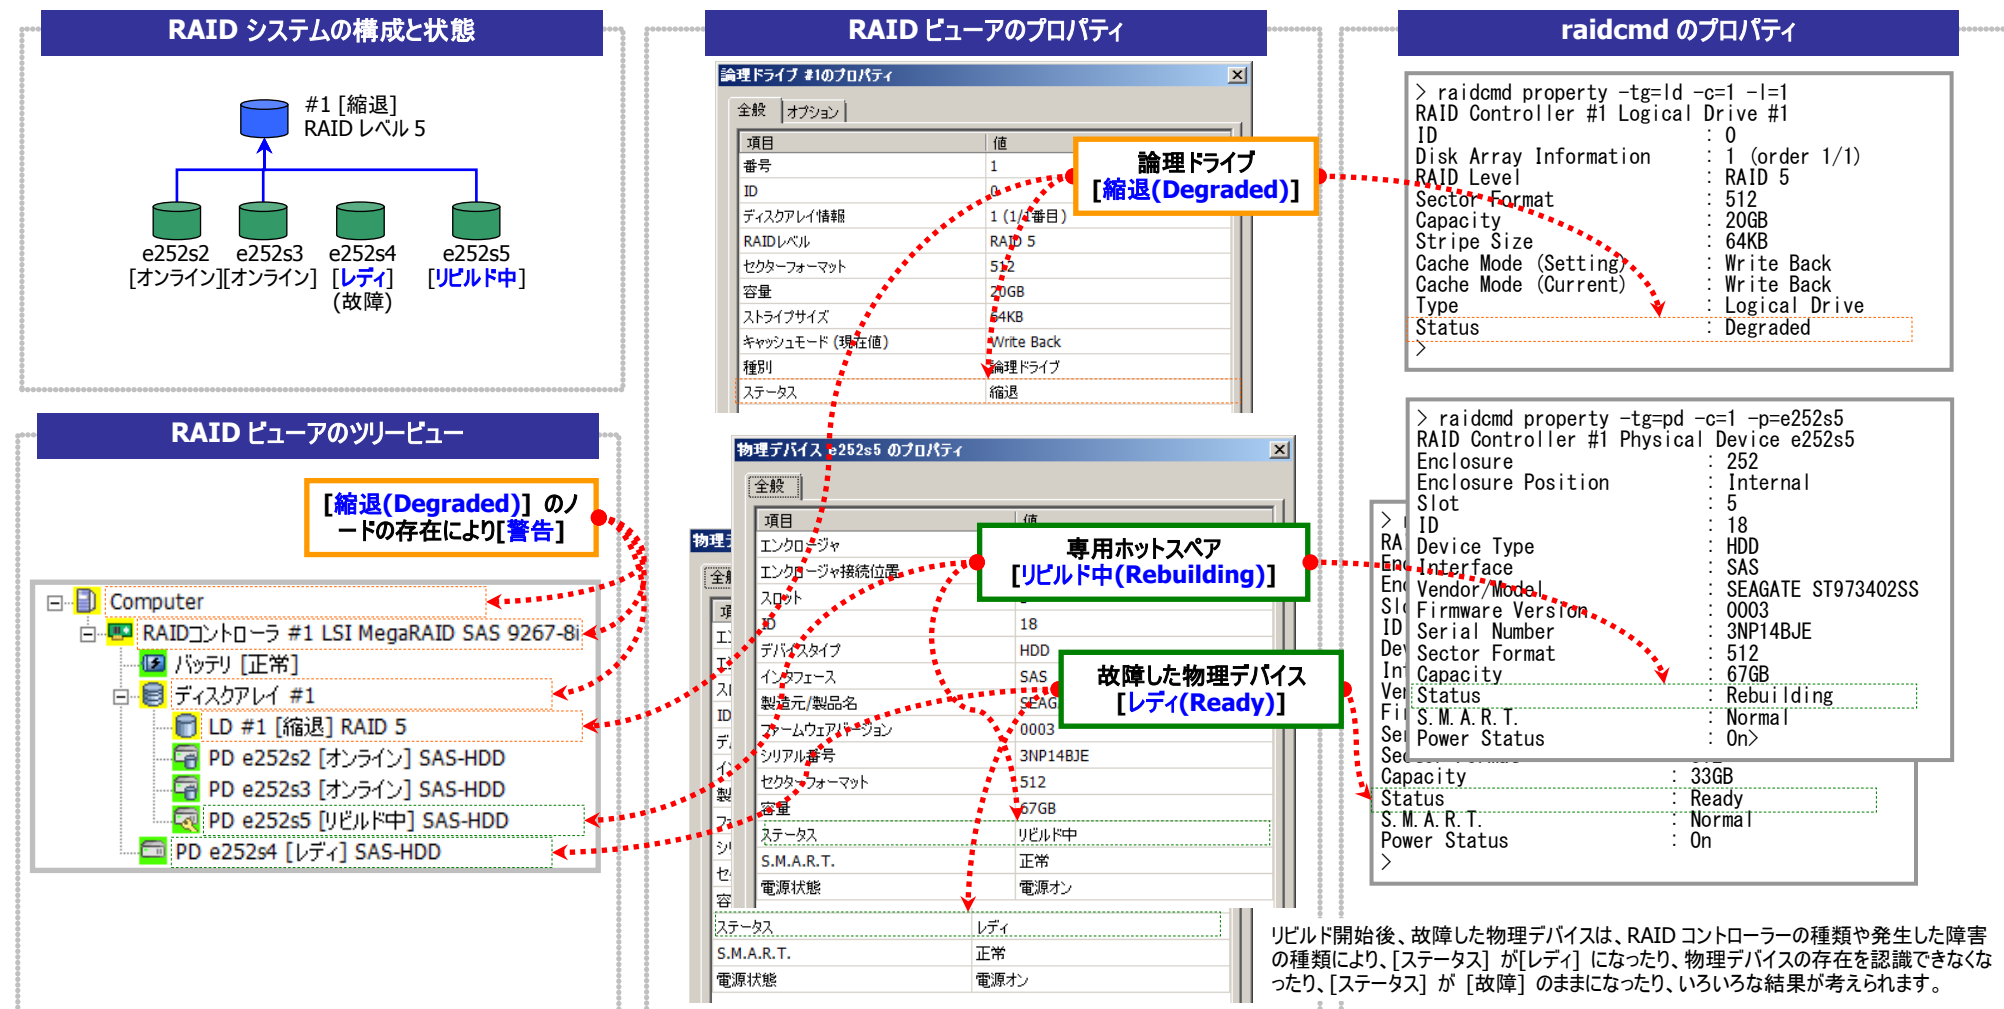 RAID システムの構成と状態
#1 [縮退]
RAID レベル 5
e252s2
[オンライン]
e252s3
[オンライン]
e252s4
[レディ]
(故障)
e252s5
[リビルド中]
RAID ビューアのツリービュー
[縮退(Degraded)] のノ
ードの存在により[警告]
Computer
RAIDコントローラ #1 LSI MegaRAID SAS 9267-8i
バッテリ [正常]
ディスクアレイ #1
LD #1 [縮退] RAID 5
PD e252s2 [オンライン] SAS-HDD
PD e252s3 [オンライン] SAS-HDD
PD e252s5 [リビルド中] SAS-HDD
PD e252s4 [レディ] SAS-HDD
RAID ビューアのプロパティ
論理ドライブ #1のプロパティ
全般 オプション
項目 値
番号 1
ID 0
ディスクアレイ情報 1 (1/1番目)
RAIDレベル RAID 5
セクターフォーマット 512
容量 20GB
ストライプサイズ 64KB
キャッシュモード (現在値) Write Back
種別 論理ドライブ
ステータス 縮退
論理ドライブ
[縮退(Degraded)]
物理デバイス e252s5 のプロパティ
全般
項目 値
エンクロージャ
エンクロージャ接続位置
スロット
ID 18
デバイスタイプ HDD
インタフェース SAS
製造元/製品名 SEAG
ファームウェアバージョン 0003
シリアル番号 3NP14BJE
セクターフォーマット 512
容量 67GB
ステータス リビルド中
S.M.A.R.T. 正常
電源状態 電源オン
専用ホットスペア
[リビルド中(Rebuilding)]
故障した物理デバイス
[レディ(Ready)]
物理
全般
ID
ステータス レディ
S.M.A.R.T. 正常
電源状態 電源オン
raidcmd のプロパティ
> raidcmd property -tg=ld -c=1 -l=1
RAID Controller #1 Logical Drive #1
ID : 0
Disk Array Information : 1 (order 1/1)
RAID Level : RAID 5
Sector Format : 512
Capacity : 20GB
Stripe Size : 64KB
Cache Mode (Setting) : Write Back
Cache Mode (Current) : Write Back
Type : Logical Drive
Status : Degraded
>
> raidcmd property -tg=pd -c=1 -p=e252s5
RAID Controller #1 Physical Device e252s5
Enclosure : 252
Enclosure Position : Internal
Slot : 5
ID : 18
Device Type : HDD
Interface : SAS
Vendor/Model : SEAGATE ST973402SS
Firmware Version : 0003
Serial Number : 3NP14BJE
Sector Format : 512
Capacity : 67GB
Status : Rebuilding
S.M.A.R.T. : Normal
Power Status : On>
Capacity : 33GB
Status : Ready
S.M.A.R.T. : Normal
Power Status : On
>
リビルド開始後、故障した物理デバイスは、RAID コントローラーの種類や発生した障害
の種類により、[ステータス] が[レディ] になったり、物理デバイスの存在を認識できなくな
ったり、[ステータス] が [故障] のままになったり、いろいろな結果が考えられます。